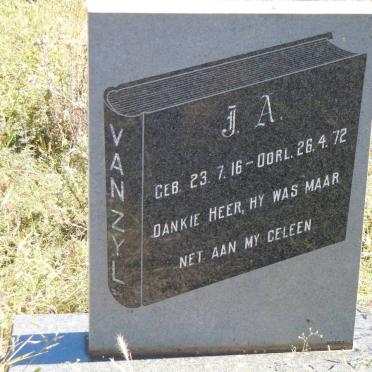 VAN ZYL
J. A.
GEB. 23. 7. 16 – OORL. 26. 4. 72
DANKIE HEER, HY WAS MAAR
NET AAN MY GELEEN